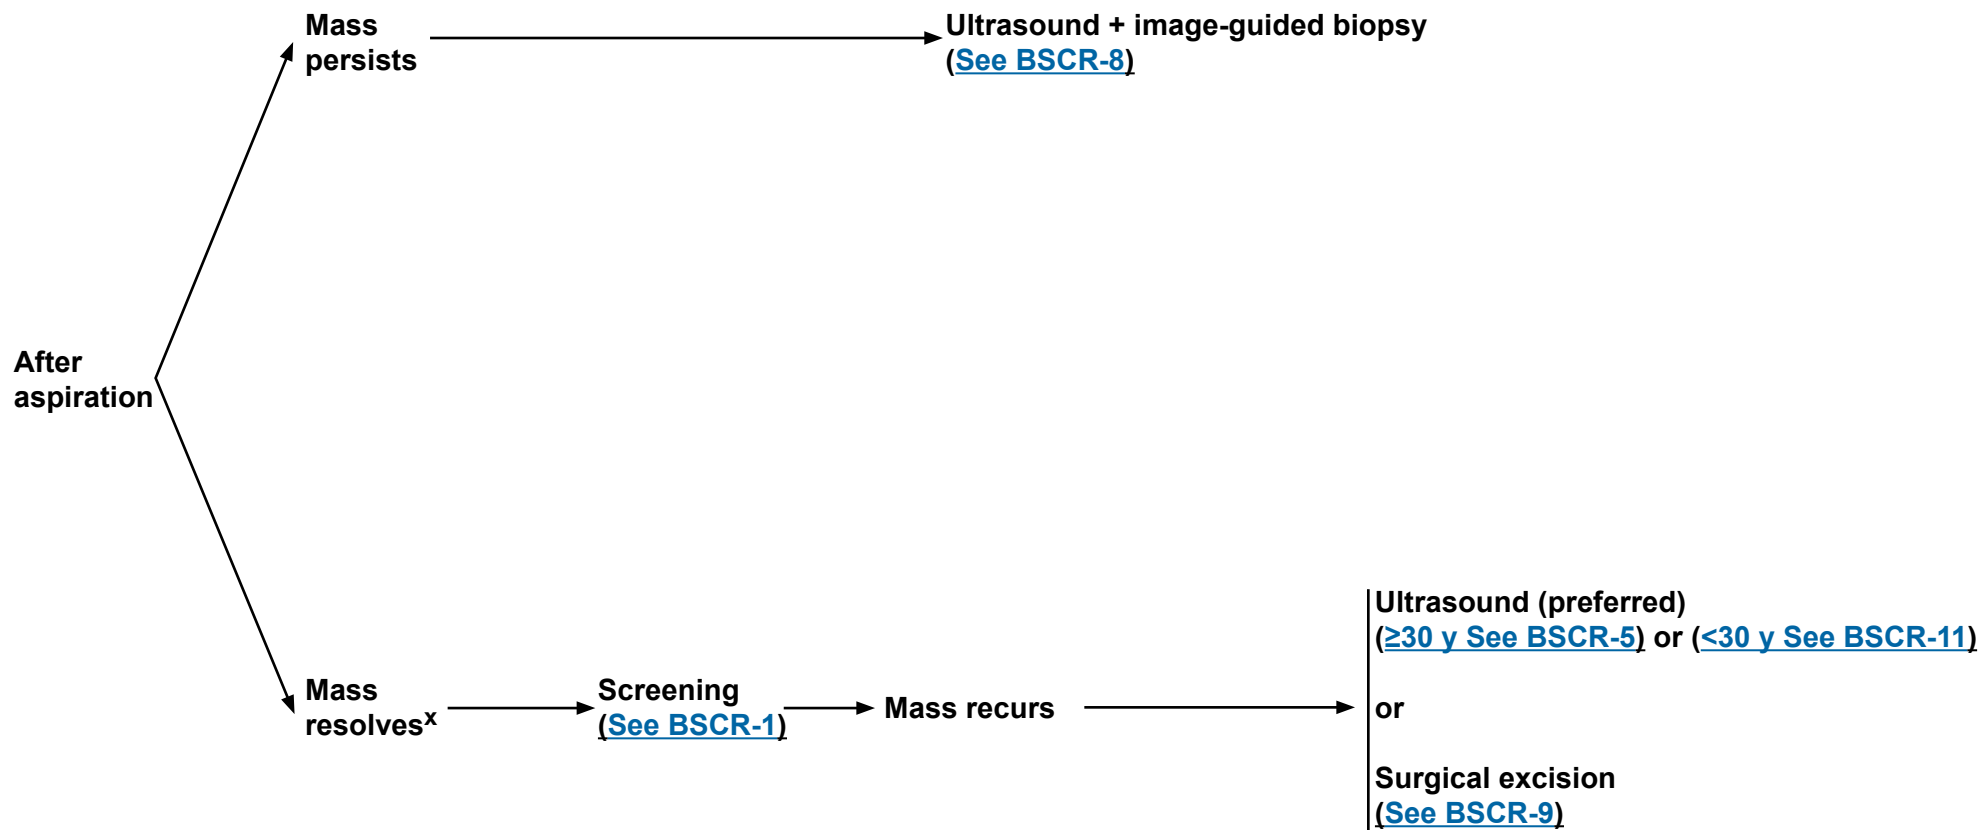 Mass
persists
Ultrasound + image-guided biopsy
(See BSCR-8)
After
aspiration
Mass
resolvesˣ
Screening
(See BSCR-1)
Mass recurs
Ultrasound (preferred)
(≥30 y See BSCR-5) or (<30 y See BSCR-11)
or
Surgical excision
(See BSCR-9)